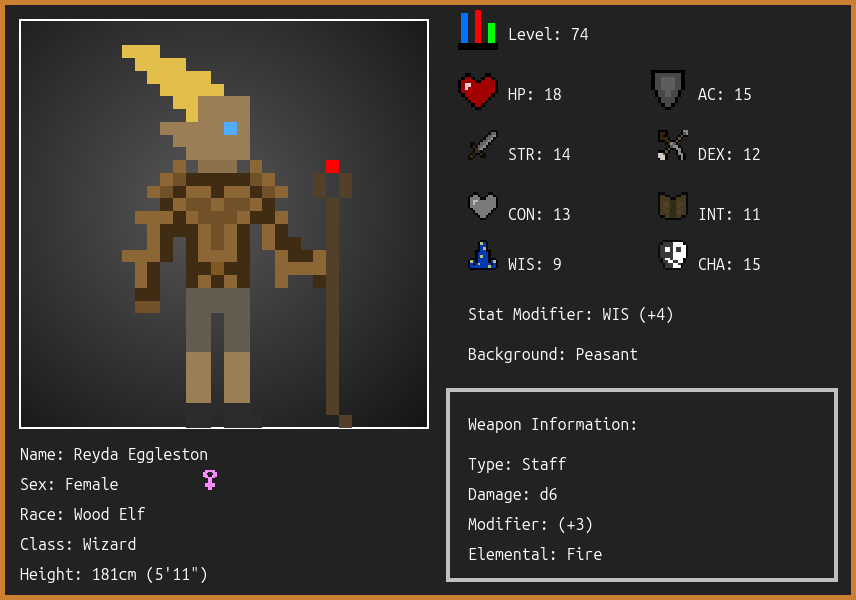 Level: 74
HP: 18
AC: 15
STR: 14
DEX: 12
CON: 13
INT: 11
WIS: 9
CHA: 15
Stat Modifier: WIS (+4)
Background: Peasant
Weapon Information:
Type: Staff
Damage: d6
Modifier: (+3)
Elemental: Fire
Name: Reyda Eggleston
Sex: Female
Race: Wood Elf
Class: Wizard
Height: 181cm (5'11")